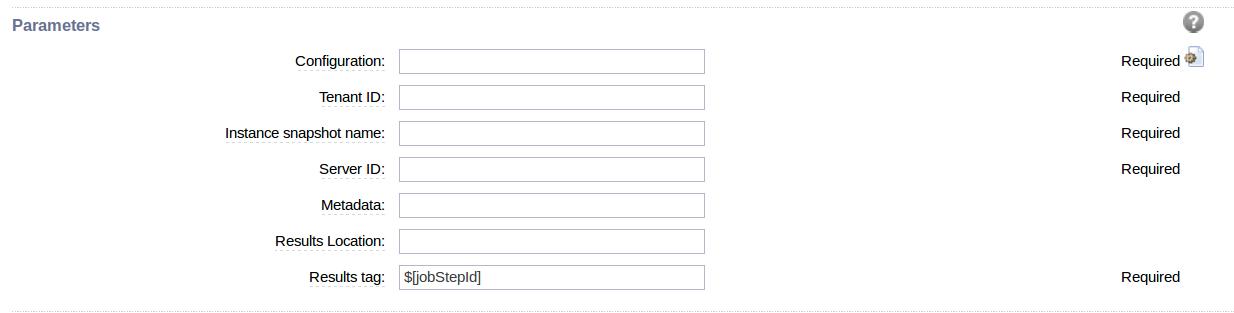 Parameters
Configuration: Required
Tenant ID: Required
Instance snapshot name: Required
Server ID: Required
Metadata:
Results Location:
Results tag: $[jobStepId] Required